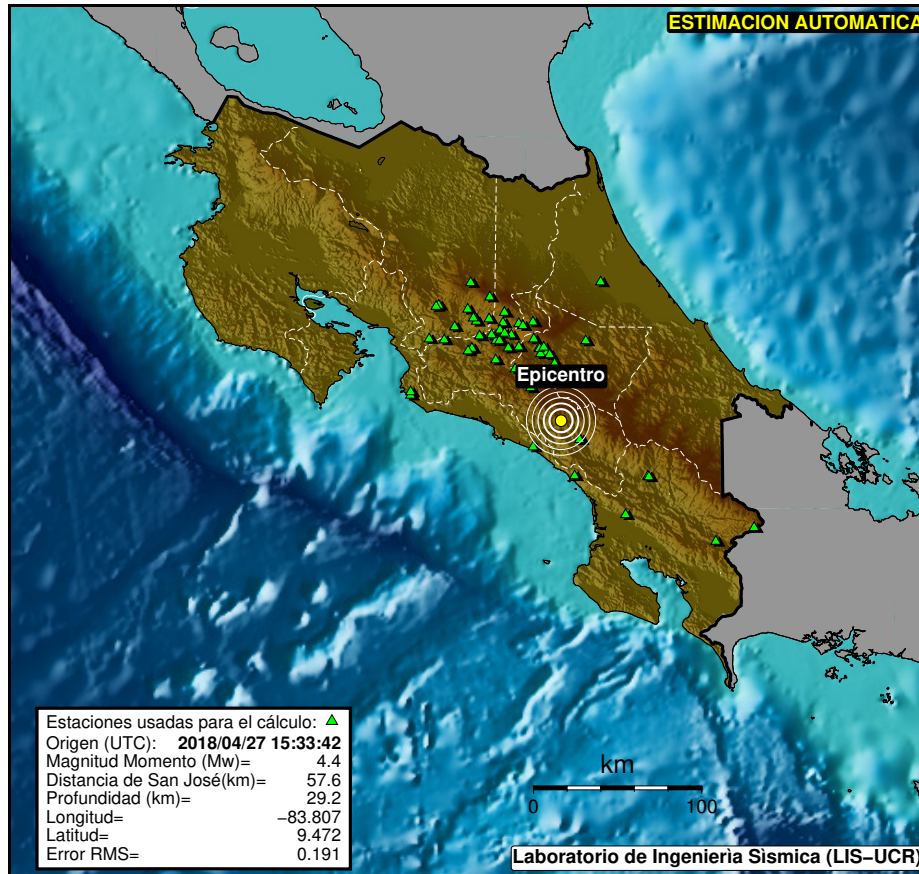 ESTIMACION AUTOMATICA
Epicentro
Estaciones usadas para el cálculo:
Origen (UTC): 2018/04/27 15:33:42
Magnitud Momento (Mw)= 4.4
Distancia de San José(km)= 57.6
Profundidad (km)= 29.2
Longitud= −83.807
Latitud= 9.472
Error RMS= 0.191
km
0 100
Laboratorio de Ingenierìa Sìsmica (LIS−UCR)